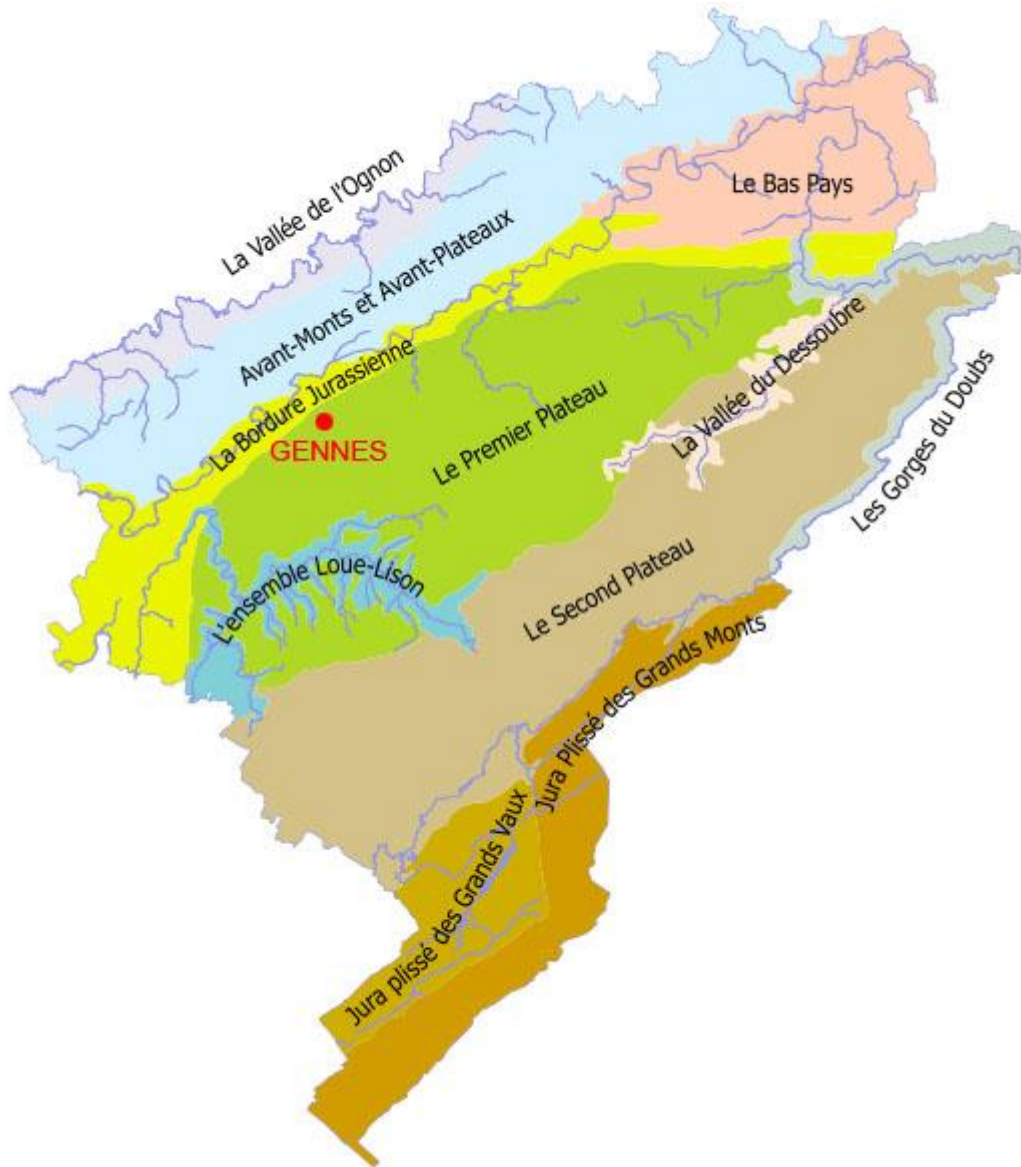 La Vallée de l'Ognon
Le Bas Pays
Avant-Monts et Avant-Plateaux
La Bordure Jurassienne
La Vallée du Dessoubre
Les Gorges du Doubs
GENNES
Le Premier Plateau
L'ensemble Loue-Lison
Le Second Plateau
Jura Plissé des Grands Monts
Jura plissé des Grands Vaux